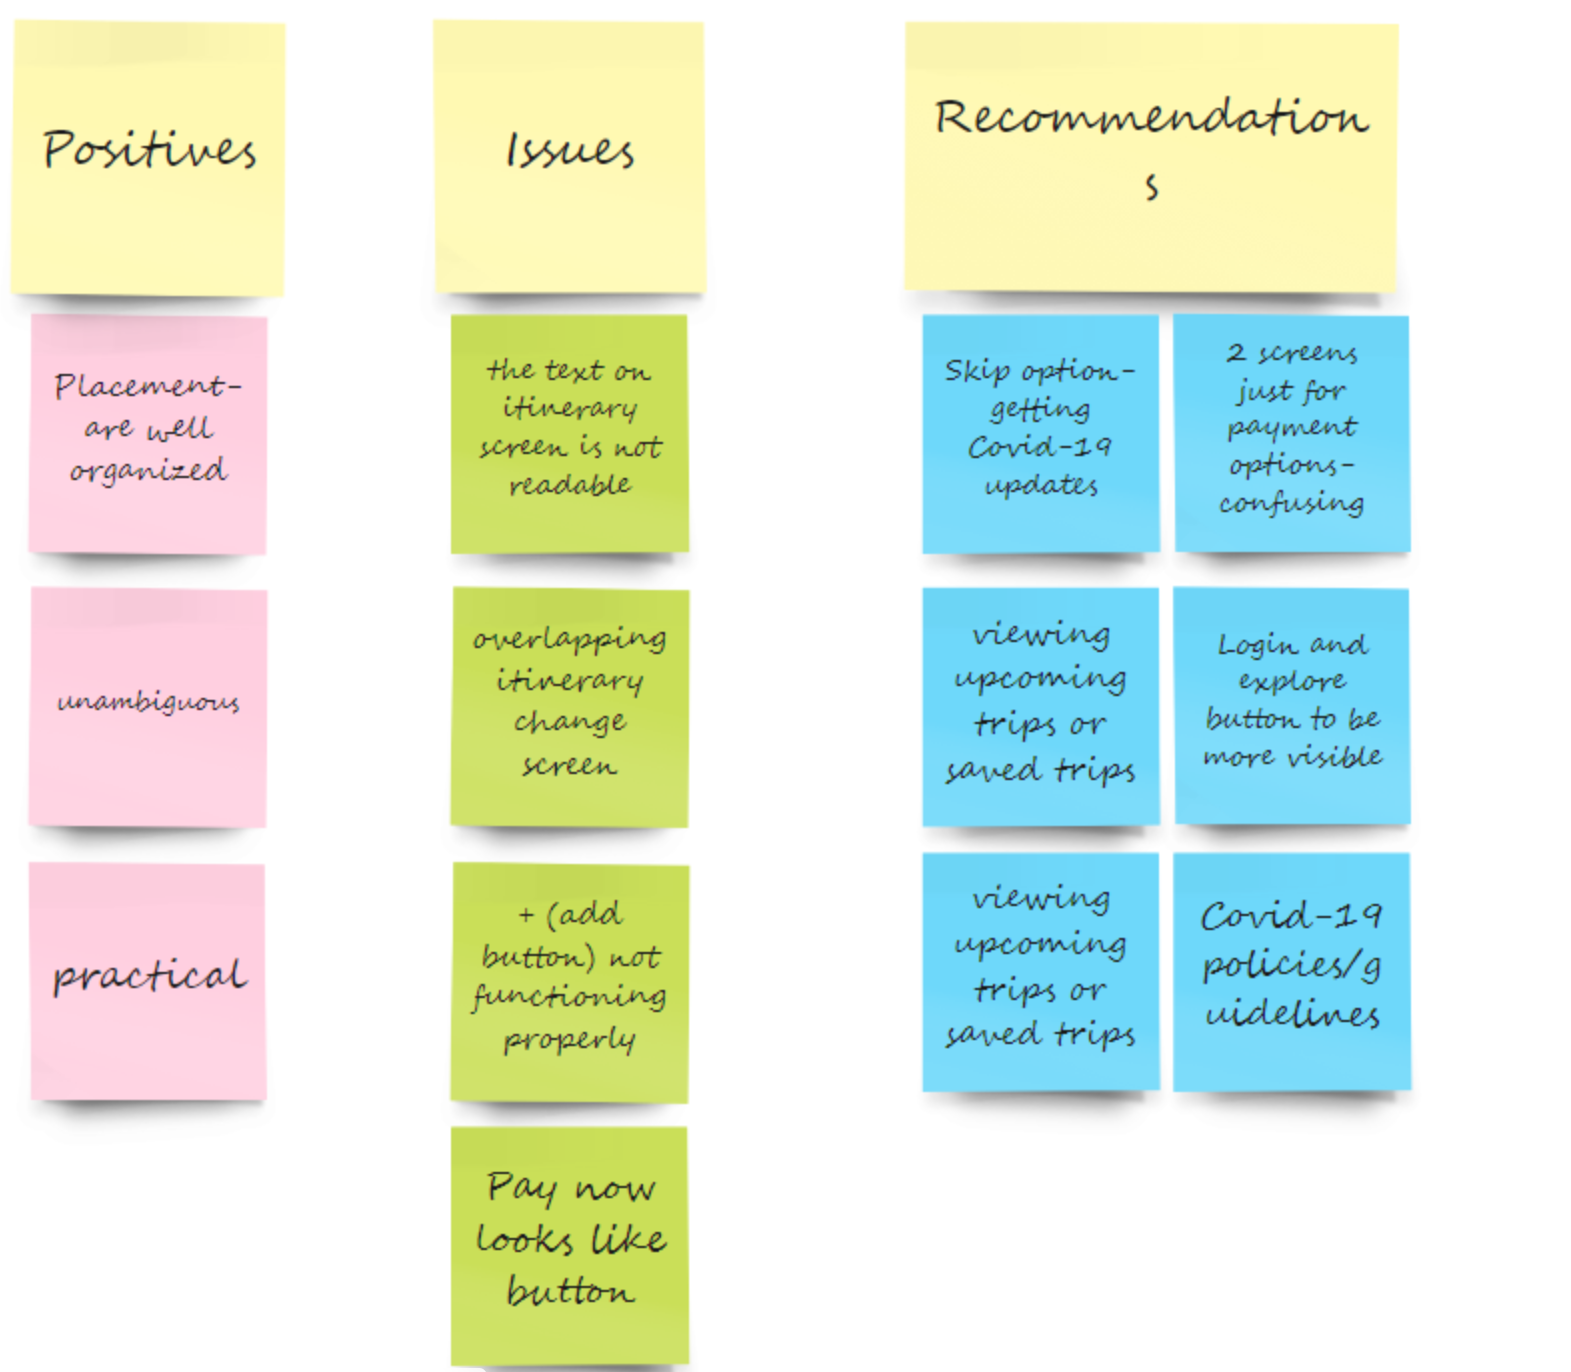 Positives
Placement-
are well
organized
unambiguous
practical
Issues
the text on
itinerary
screen is not
readable
overlapping
itinerary
change
screen
+ (add
button) not
functioning
properly
Pay now
looks like
button
Recommendation
s
Skip option-
getting
Covid-19
updates
2 screens
just for
payment
options-
confusing
viewing
upcoming
trips or
saved trips
Login and
explore
button to be
more visible
viewing
upcoming
trips or
saved trips
Covid-19
policies/g
uidelines